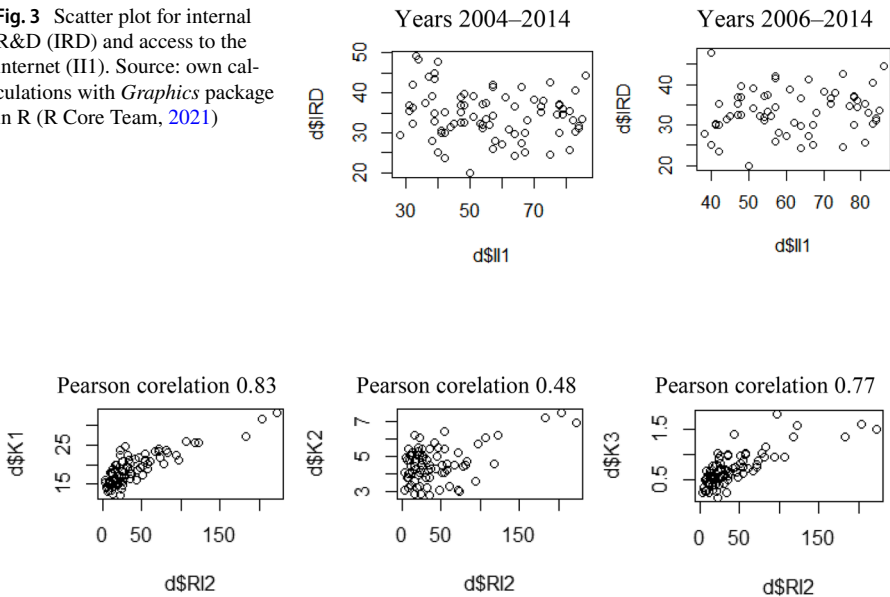 Fig. 3 Scatter plot for internal
R&D (IRD) and access to the
internet (II1). Source: own cal-
culations with Graphics package
in R (R Core Team, 2021)
Years 2004–2014
d$IRD
50
40
30
20
30 50 70
d$II1
Years 2006–2014
d$IRD
40
30
20
40 50 60 70 80
d$II1
Pearson corelation 0.83
d$K1
25
15
0 50 150
d$RI2
Pearson corelation 0.48
d$K2
7
5
3
0 50 150
d$RI2
Pearson corelation 0.77
d$K3
1.5
0.5
0 50 150
d$RI2